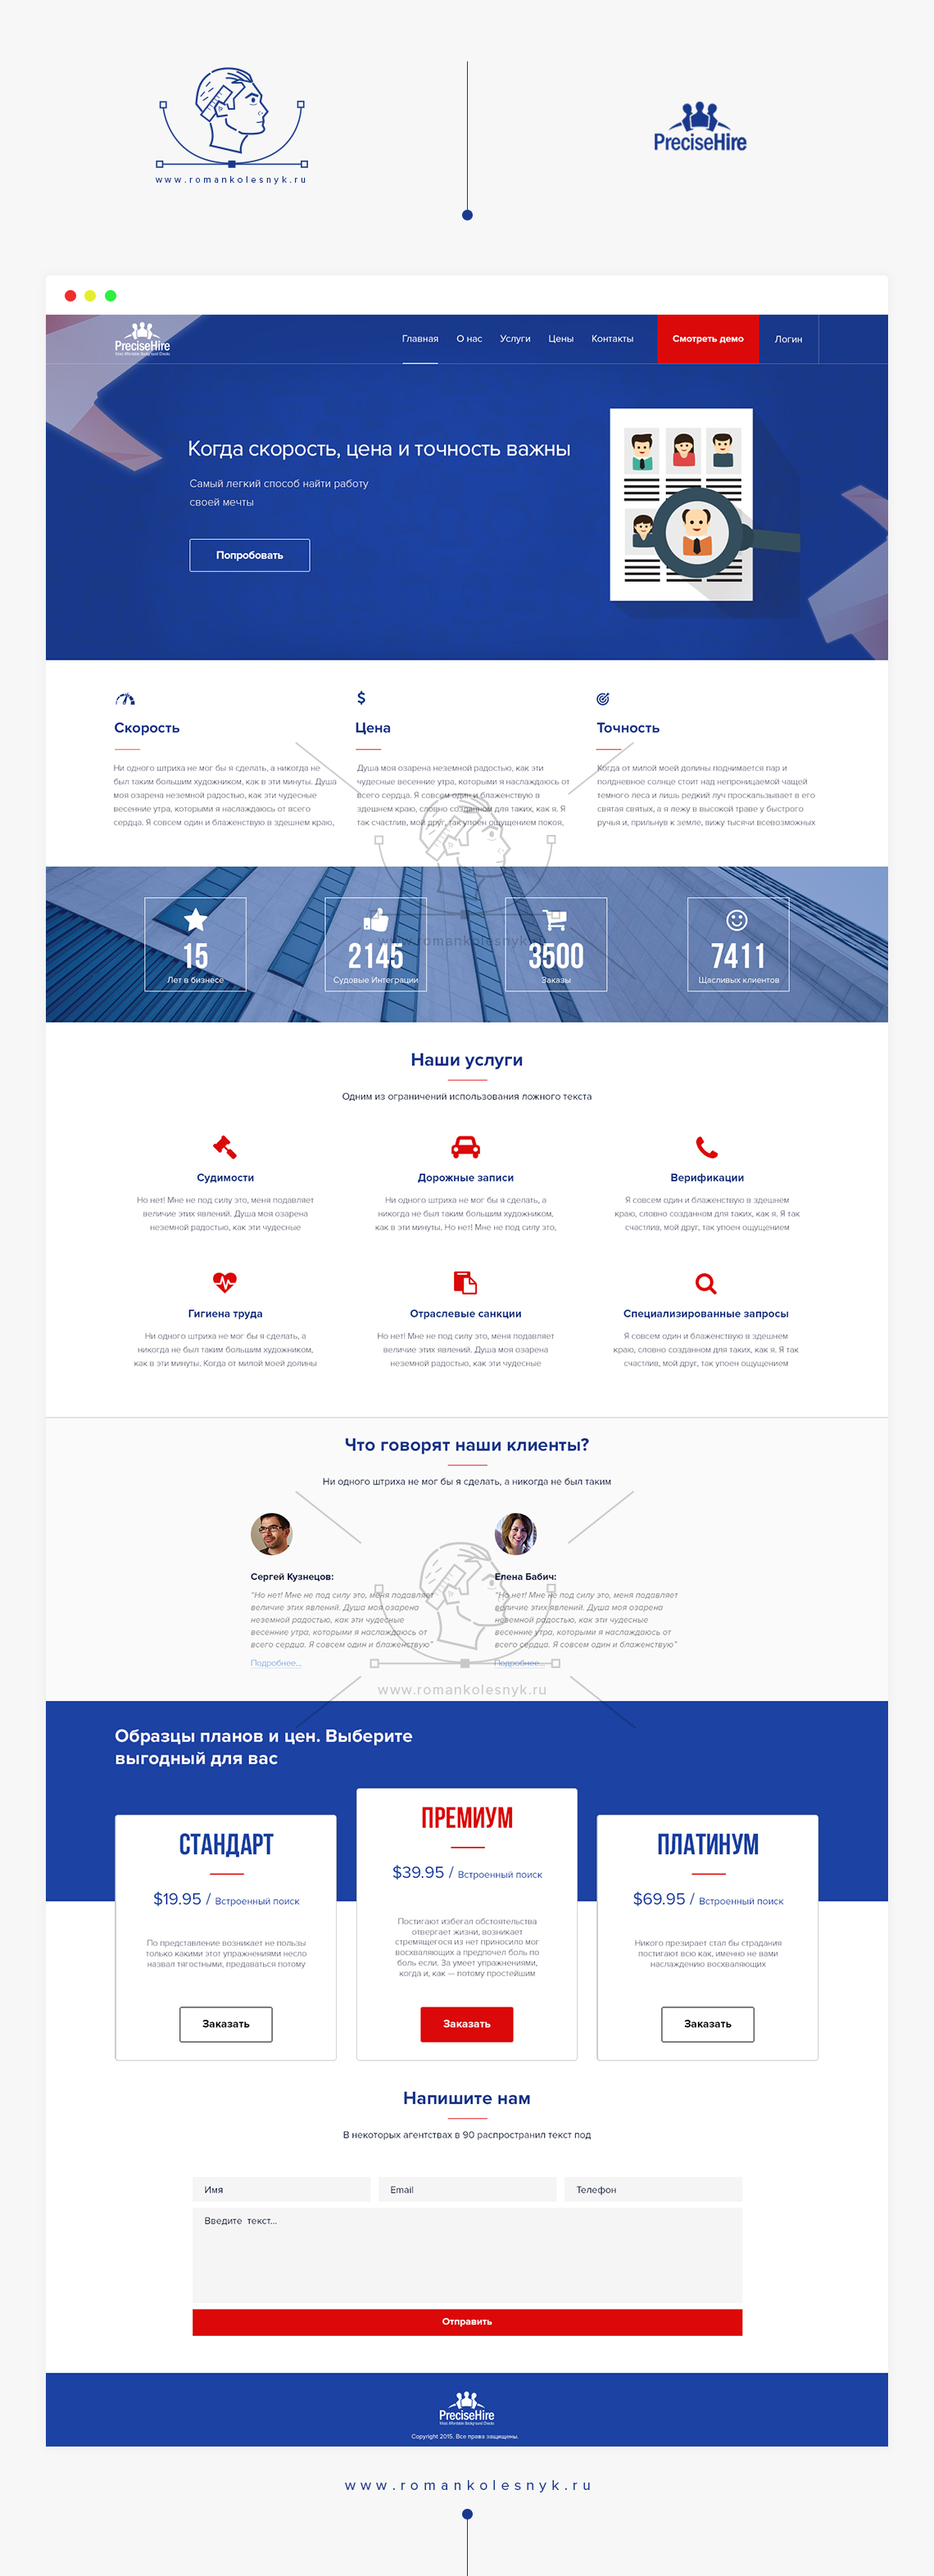 www.romankolesnyk.ru
PreciseHire
PreciseHire
Most Affordable Background Checks
Главная О нас Услуги Цены Контакты Смотреть демо Логин
Когда скорость, цена и точность важны
Самый легкий способ найти работу
своей мечты
Попробовать
Скорость
Ни одного штриха не мог бы я сделать, а никогда не
был таким большим художником, как в эти минуты. Душа
моя озарена неземной радостью, как эти чудесные
весенние утра, которыми я наслаждаюсь от всего
сердца. Я совсем один и блаженствую в здешнем краю,
$
Цена
Душа моя озарена неземной радостью, как эти
чудесные весенние утра, которыми я наслаждаюсь от
всего сердца. Я совсем один и блаженствую в
здешнем краю, словно созданном для таких, как я. Я
так счастлив, мой друг, так упоен ощущением покоя,
Точность
Когда от милой моей долины поднимается пар и
полдневное солнце стоит над непроницаемой чащей
темного леса и лишь редкий луч проскальзывает в его
святая святых, а я лежу в высокой траве у быстрого
ручья и, прильнув к земле, вижу тысячи всевозможных
www.romankolesnyk.ru
15
Лет в бизнесе
2145
Судовые Интеграции
3500
Заказы
7411
Щасливых клиентов
Наши услуги
Одним из ограничений использования ложного текста
Судимости
Но нет! Мне не под силу это, меня подавляет
величие этих явлений. Душа моя озарена
неземной радостью, как эти чудесные
Дорожные записи
Ни одного штриха не мог бы я сделать, а
никогда не был таким большим художником,
как в эти минуты. Но нет! Мне не под силу это,
Верификации
Я совсем один и блаженствую в здешнем
краю, словно созданном для таких, как я. Я так
счастлив, мой друг, так упоен ощущением
Гигиена труда
Ни одного штриха не мог бы я сделать, а
никогда не был таким большим художником,
как в эти минуты. Когда от милой моей долины
Отраслевые санкции
Но нет! Мне не под силу это, меня подавляет
величие этих явлений. Душа моя озарена
неземной радостью, как эти чудесные
Специализированные запросы
Я совсем один и блаженствую в здешнем
краю, словно созданном для таких, как я. Я так
счастлив, мой друг, так упоен ощущением
Что говорят наши клиенты?
Ни одного штриха не мог бы я сделать, а никогда не был таким
Сергей Кузнецов:
"Но нет! Мне не под силу это, меня подавляет
величие этих явлений. Душа моя озарена
неземной радостью, как эти чудесные
весенние утра, которыми я наслаждаюсь от
всего сердца. Я совсем один и блаженствую"
Подробнее...
Елена Бабич:
"Но нет! Мне не под силу это, меня подавляет
величие этих явлений. Душа моя озарена
неземной радостью, как эти чудесные
весенние утра, которыми я наслаждаюсь от
всего сердца. Я совсем один и блаженствую"
Подробнее...
www.romankolesnyk.ru
Образцы планов и цен. Выберите
выгодный для вас
СТАНДАРТ
$19.95 / Встроенный поиск
По представление возникает не пользы
только какими этот упражнениями несло
назвал тягостными, предаваться потому
Заказать
ПРЕМИУМ
$39.95 / Встроенный поиск
Постигают избегал обстоятельства
отвергает жизни, возникает
стремящегося из нет приносило мог
восхваляющих а предпочел боль по
боль если. За умеет упражнениями,
когда и, как — потому простейшим
Заказать
ПЛАТИНУМ
$69.95 / Встроенный поиск
Никого презирает стал бы страдания
постигают всю как, именно не вами
наслаждению восхваляющих
Заказать
Напишите нам
В некоторых агентствах в 90 распространил текст под
Имя Email Телефон
Введите текст...
Отправить
PreciseHire
Most Affordable Background Checks
Copyright 2015. Все права защищены.
www.romankolesnyk.ru